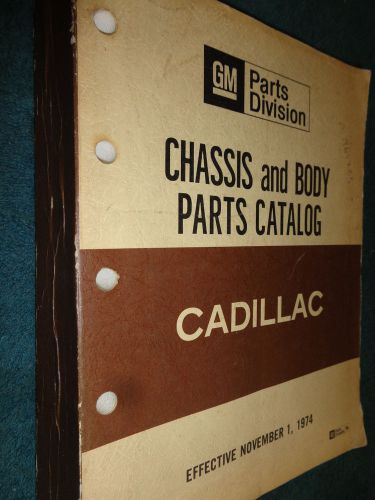 GM
Parts
Division
CHASSIS and BODY
PARTS CATALOG
CADILLAC
EFFECTIVE NOVEMBER 1, 1974